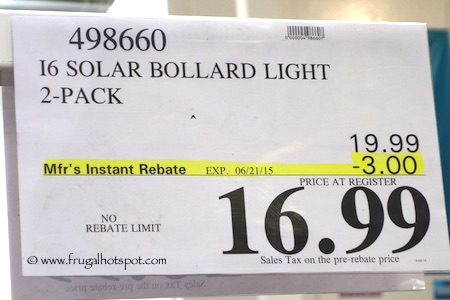 498660
I6 SOLAR BOLLARD LIGHT
2-PACK
19.99
Mfr's Instant Rebate EXP. 06/21/15 -3.00
PRICE AT REGISTER
16.99
NO
REBATE LIMIT
Sales Tax on the pre-rebate price
© www.frugalhotspot.com